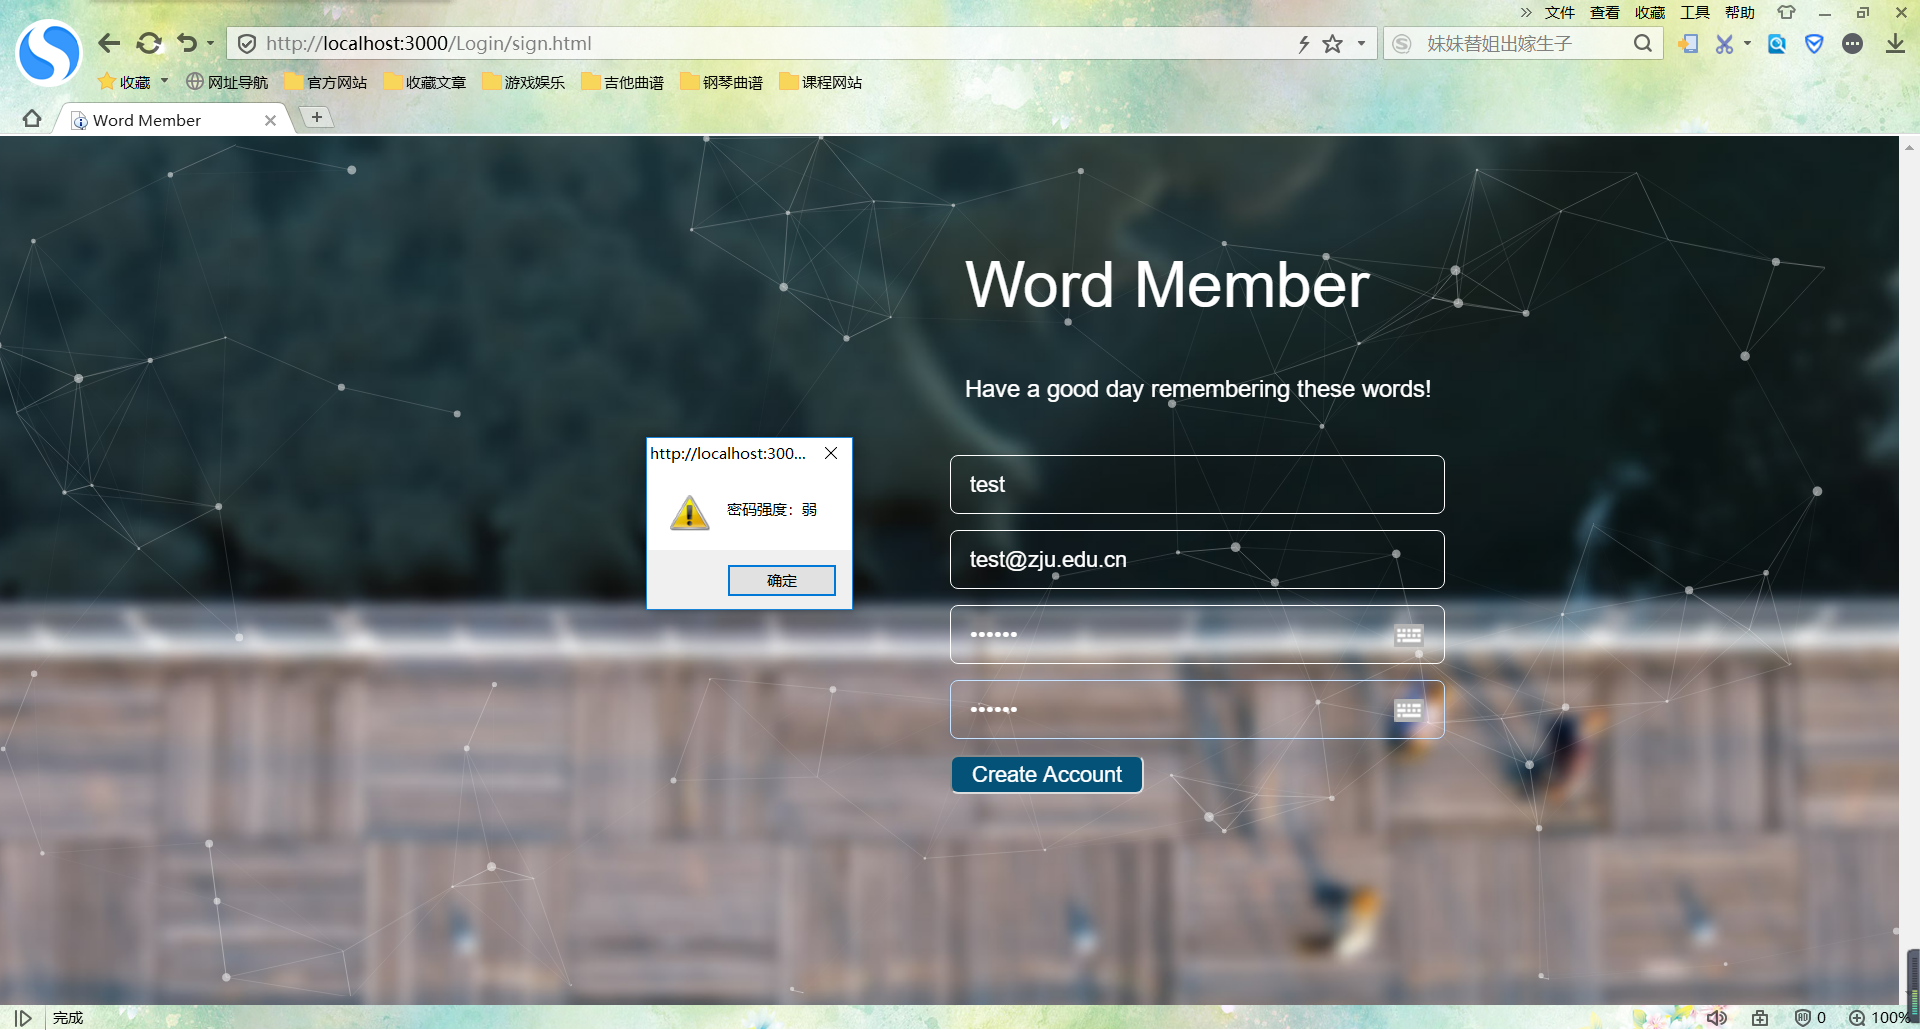 文件 查看 收藏 工具 帮助
http://localhost:3000/Login/sign.html
妹妹替姐出嫁生子
收藏 网址导航 官方网站 收藏文章 游戏娱乐 吉他曲谱 钢琴曲谱 课程网站
Word Member
Word Member
Have a good day remembering these words!
http://localhost:300...
密码强度：弱
确定
test
test@zju.edu.cn
Create Account
完成
0
100%